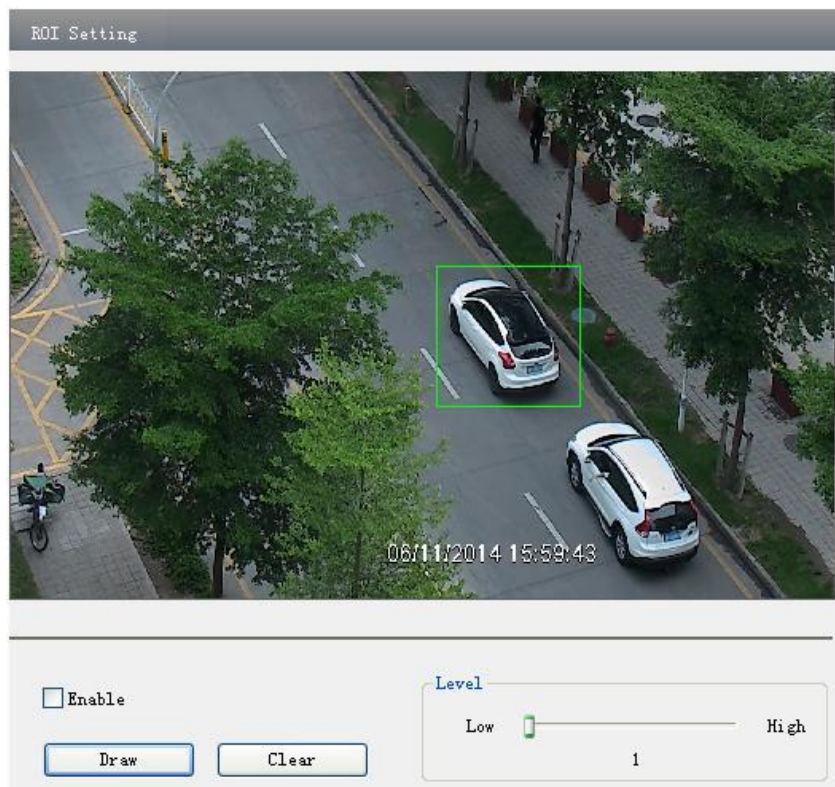 ROI Setting
06/11/2014 15:59:43
Enable
Level
Low
High
1
Draw
Clear